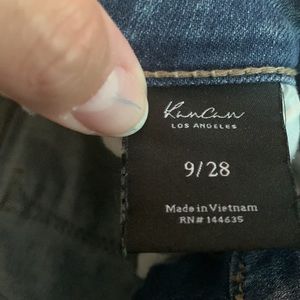 KanCan
LOS ANGELES
9/28
Made in Vietnam
RN# 144635